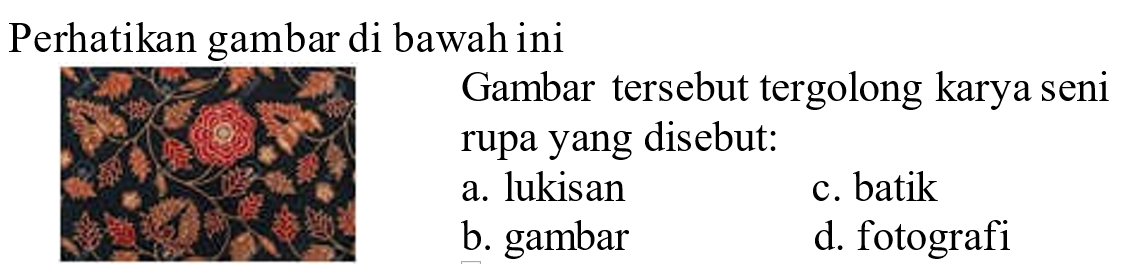 Perhatikan gambar di bawah ini
Gambar tersebut tergolong karya seni
rupa yang disebut:
a. lukisan c. batik
b. gambar d. fotografi